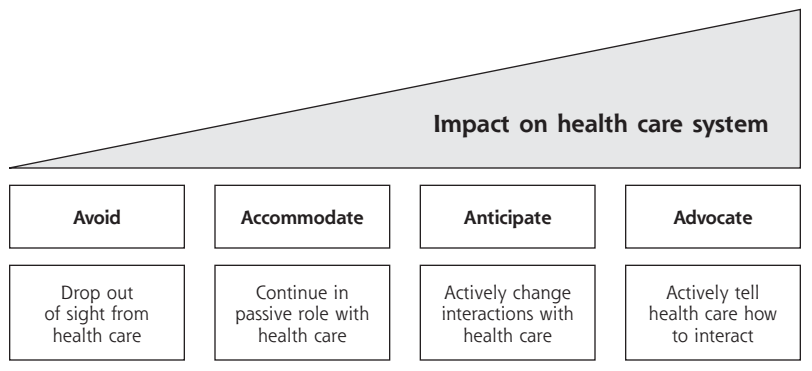 Impact on health care system
Avoid
Accommodate
Anticipate
Advocate
Drop out
of sight from
health care
Continue in
passive role with
health care
Actively change
interactions with
health care
Actively tell
health care how
to interact